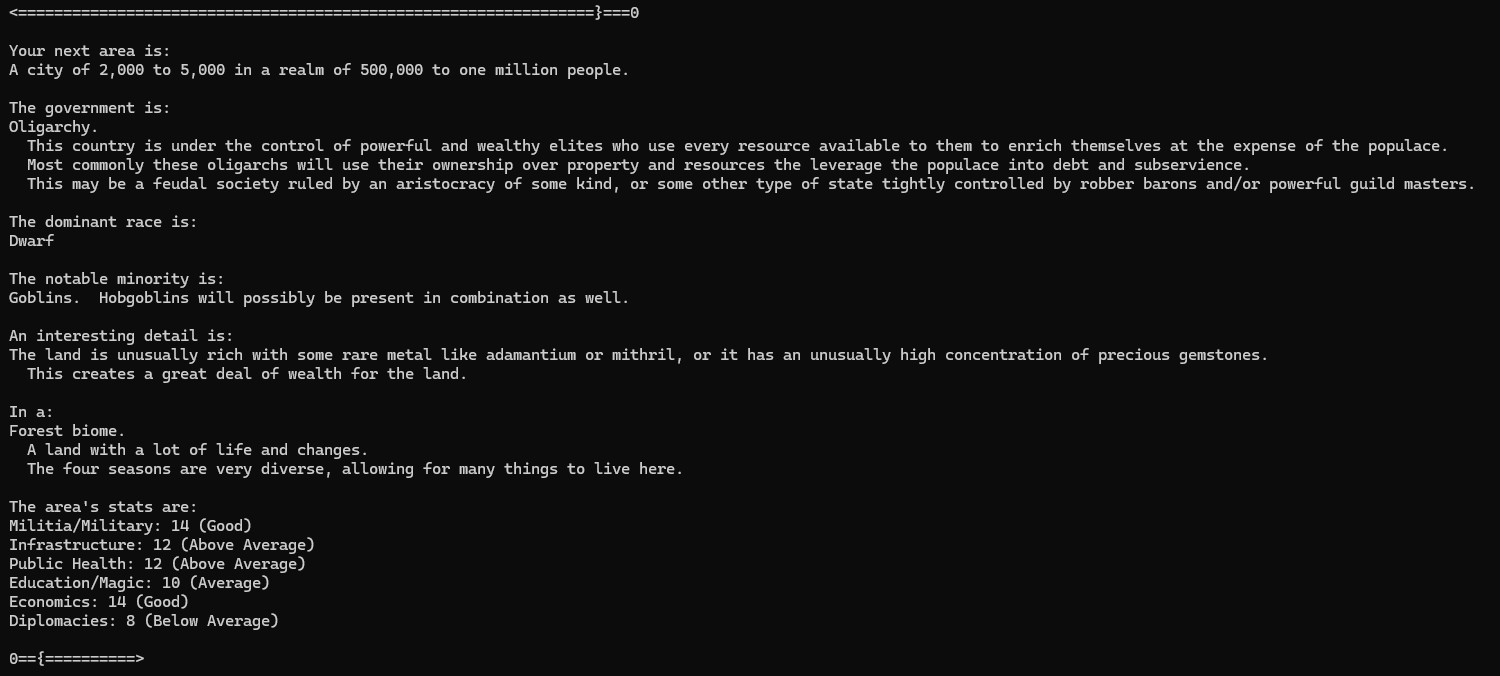 <================================================================}===0
Your next area is:
A city of 2,000 to 5,000 in a realm of 500,000 to one million people.
The government is:
Oligarchy.
  This country is under the control of powerful and wealthy elites who use every resource available to them to enrich themselves at the expense of the populace.
  Most commonly these oligarchs will use their ownership over property and resources the leverage the populace into debt and subservience.
  This may be a feudal society ruled by an aristocracy of some kind, or some other type of state tightly controlled by robber barons and/or powerful guild masters.
The dominant race is:
Dwarf
The notable minority is:
Goblins.  Hobgoblins will possibly be present in combination as well.
An interesting detail is:
The land is unusually rich with some rare metal like adamantium or mithril, or it has an unusually high concentration of precious gemstones.
  This creates a great deal of wealth for the land.
In a:
Forest biome.
  A land with a lot of life and changes.
  The four seasons are very diverse, allowing for many things to live here.
The area's stats are:
Militia/Military: 14 (Good)
Infrastructure: 12 (Above Average)
Public Health: 12 (Above Average)
Education/Magic: 10 (Average)
Economics: 14 (Good)
Diplomacies: 8 (Below Average)
0=={==========>